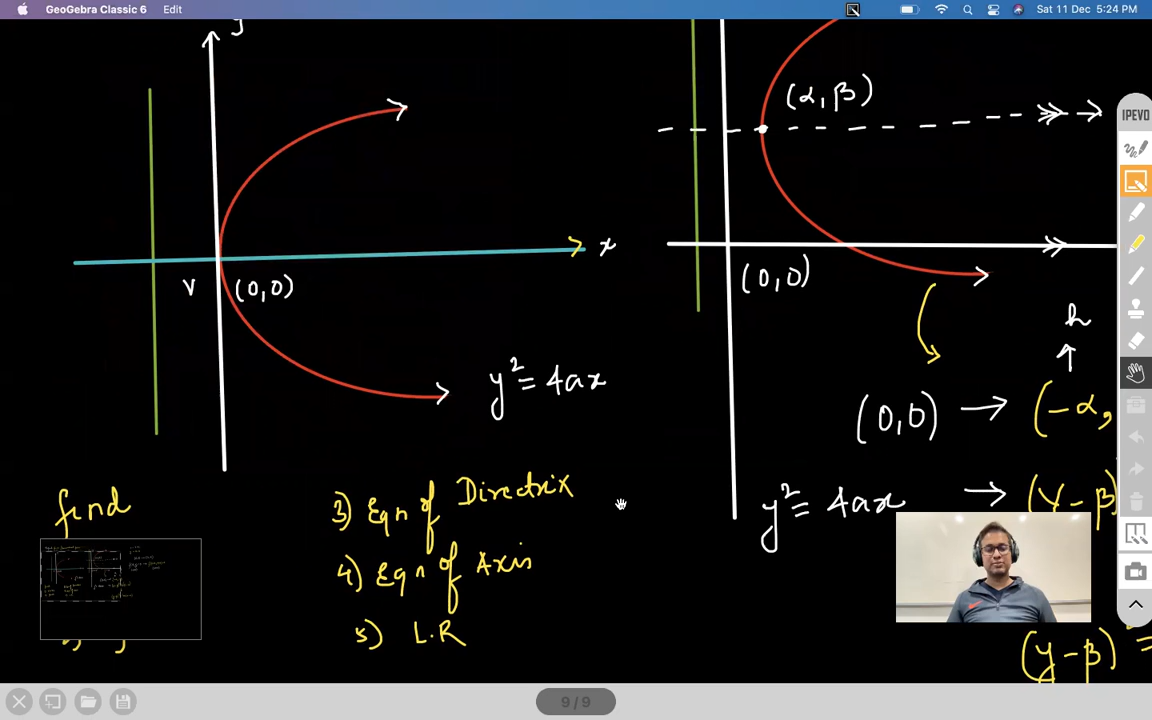 GeoGebra Classic 6 Edit
Sat 11 Dec 5:24 PM
y
x
V (0,0)
y² = 4ax
(α, β)
(0,0)
h
(0,0) → (-α,
y² = 4ax → (Y-β)
(y-β) =
find
3) Eqn of Directrix
4) Eqn of Axis
5) L.R
IPEVO
9 / 9